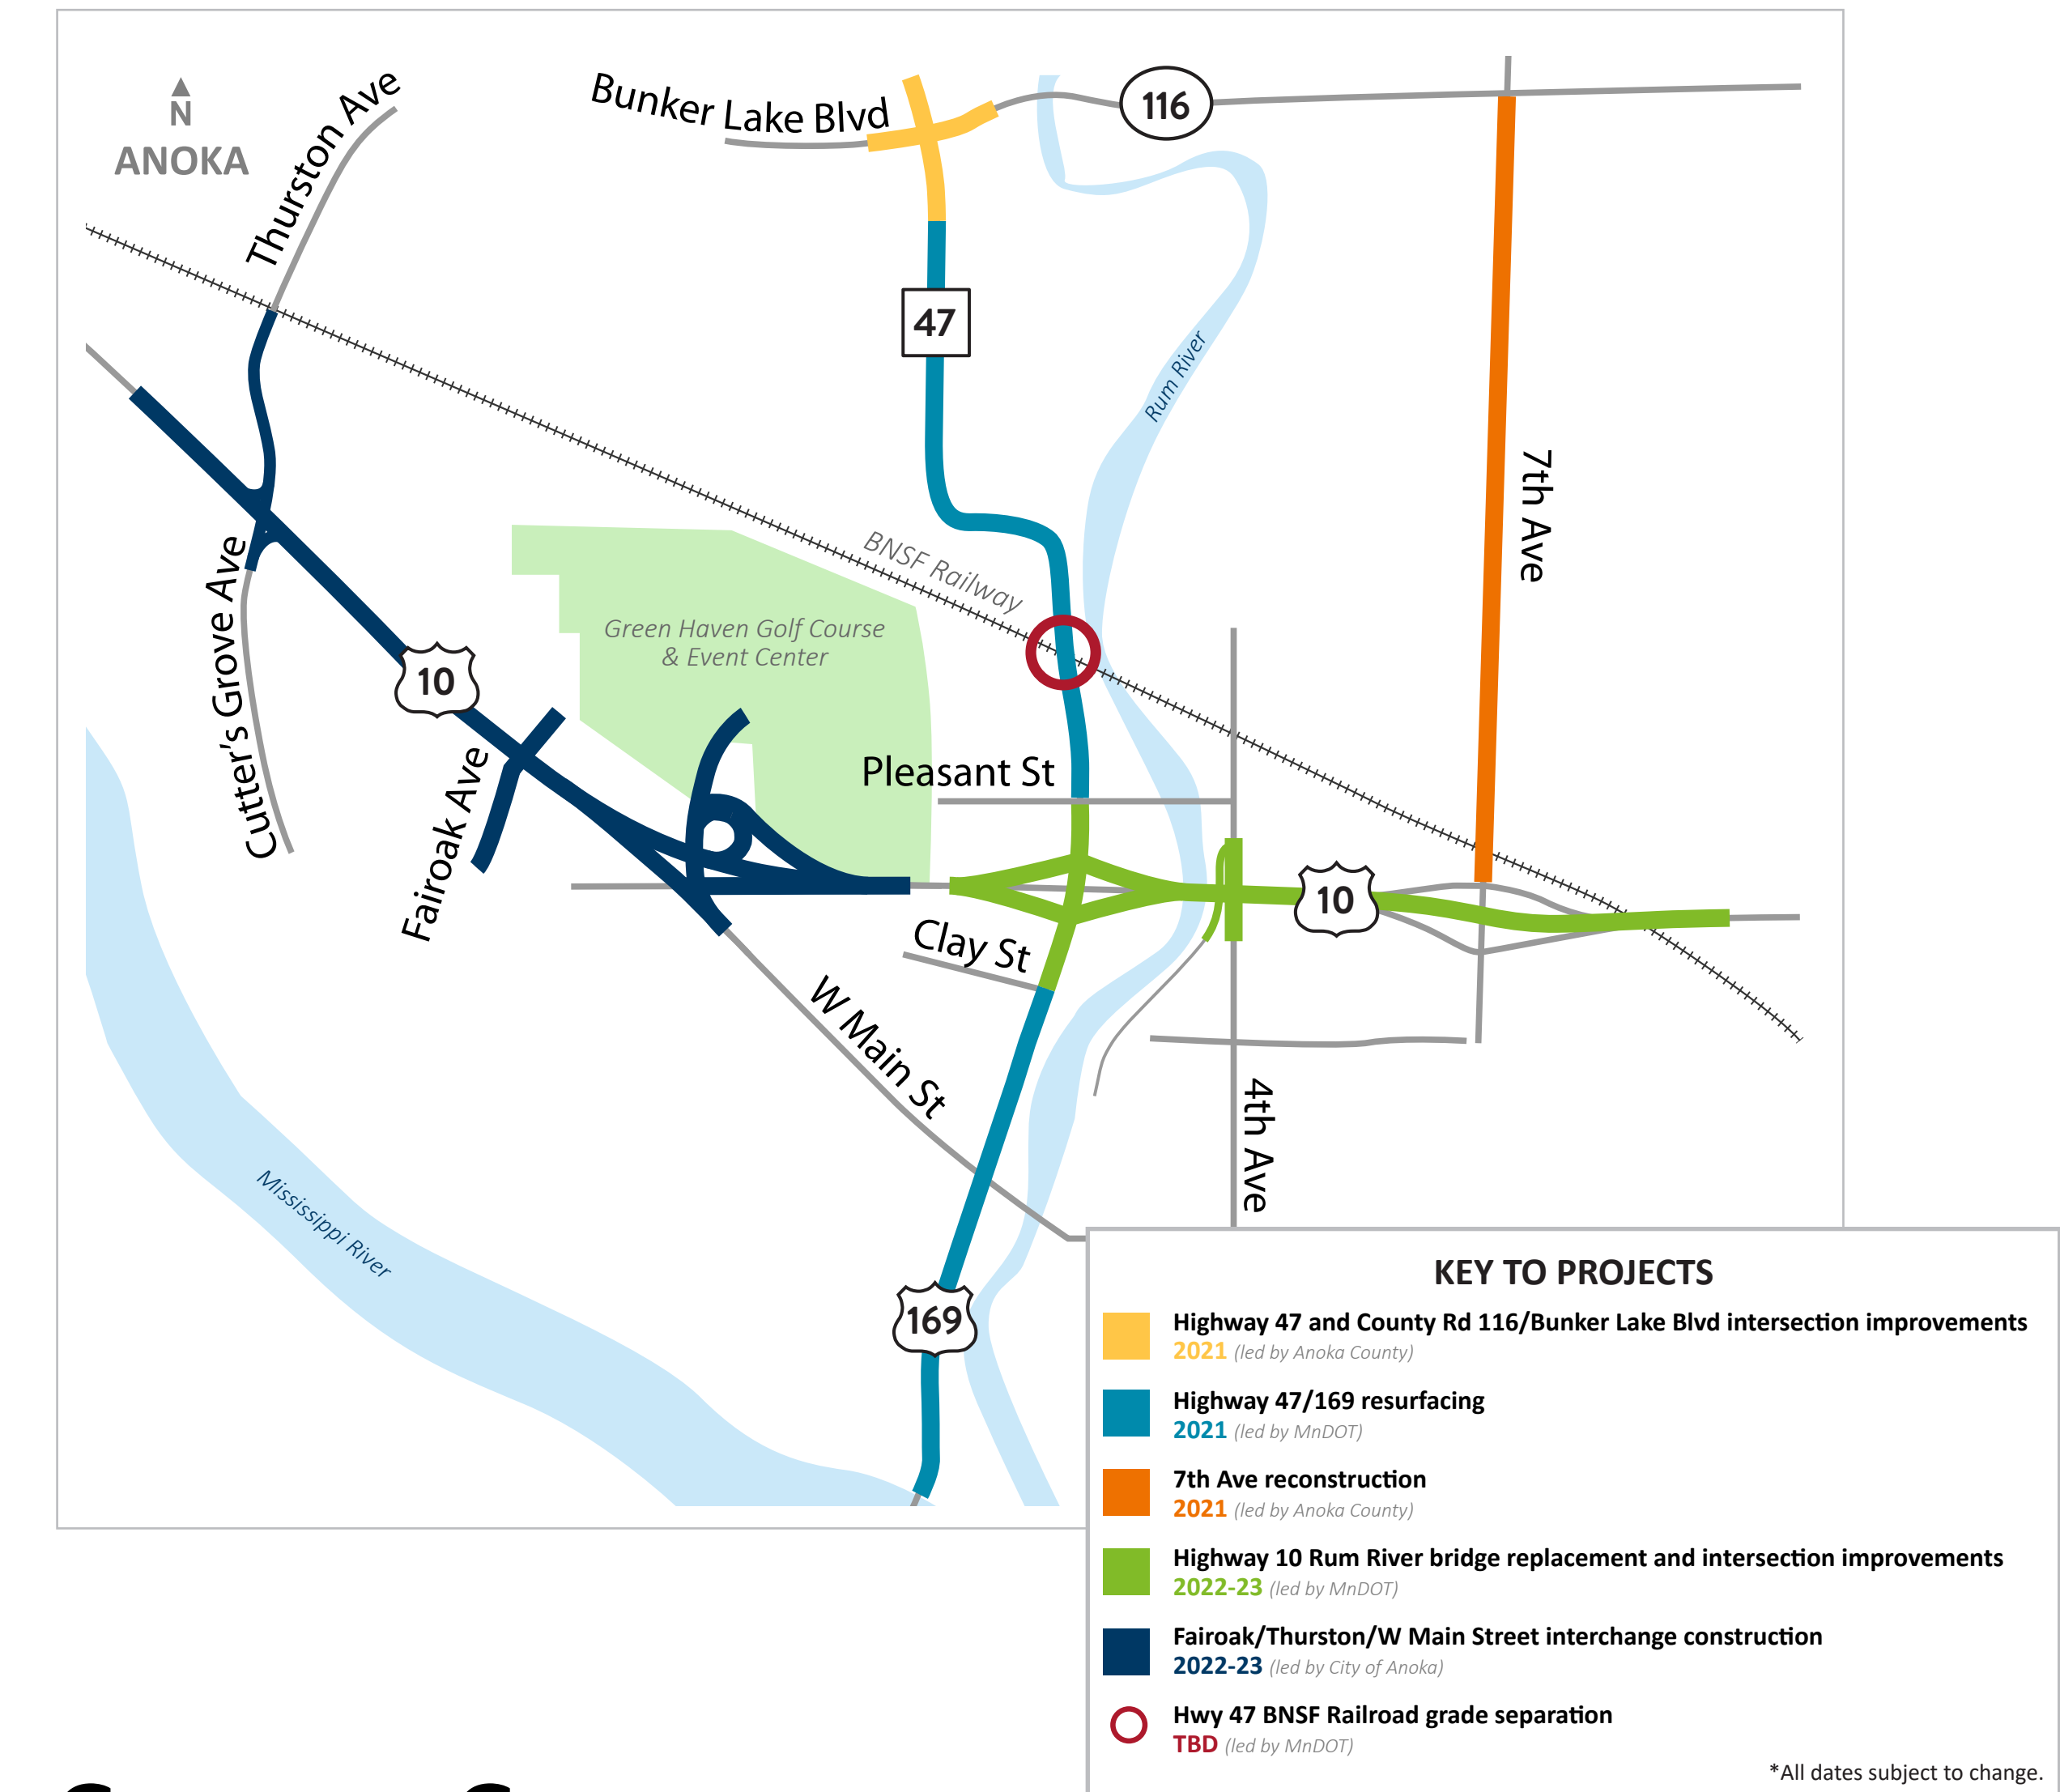 N
ANOKA
Thurston Ave
Bunker Lake Blvd
116
47
Rum River
7th Ave
BNSF Railway
Green Haven Golf Course
& Event Center
Cutter's Grove Ave
10
Fairoak Ave
Pleasant St
10
Clay St
W Main St
4th Ave
Mississippi River
169
KEY TO PROJECTS
Highway 47 and County Rd 116/Bunker Lake Blvd intersection improvements
2021 (led by Anoka County)
Highway 47/169 resurfacing
2021 (led by MnDOT)
7th Ave reconstruction
2021 (led by Anoka County)
Highway 10 Rum River bridge replacement and intersection improvements
2022-23 (led by MnDOT)
Fairoak/Thurston/W Main Street interchange construction
2022-23 (led by City of Anoka)
Hwy 47 BNSF Railroad grade separation
TBD (led by MnDOT)
*All dates subject to change.